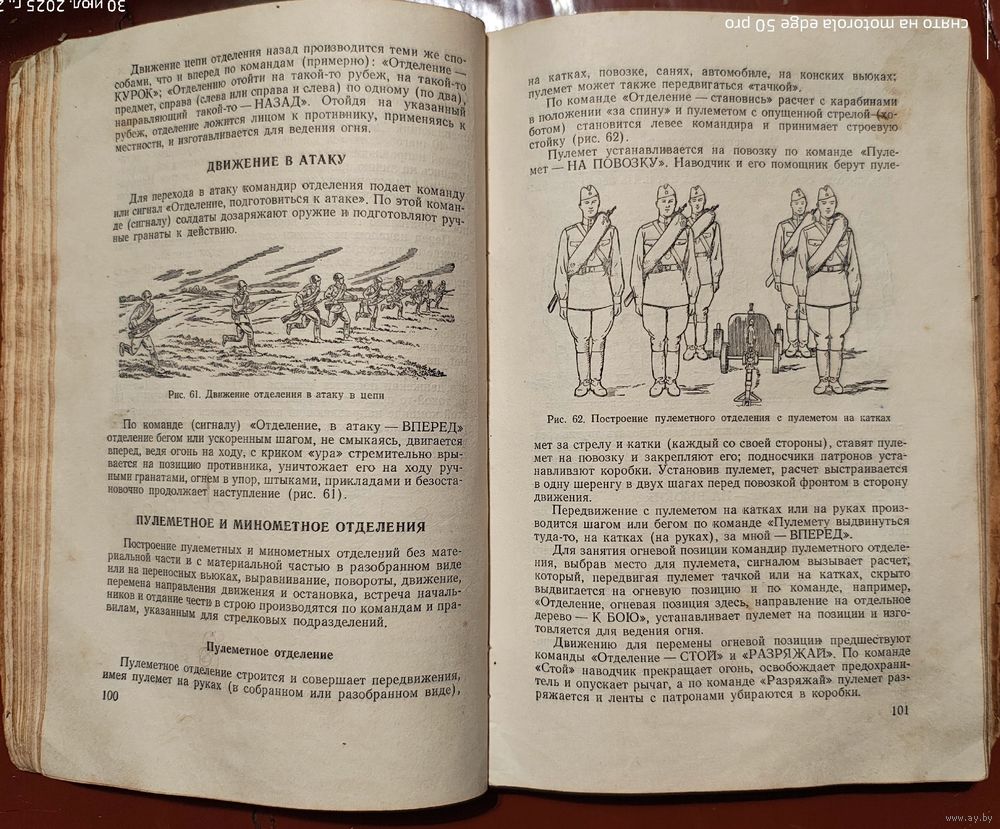 30 июл. 2025 г.,
снято на motorola edge 50 pro
Движение цепи отделения назад производится теми же спо-
собами, что и вперед по командам (примерно): «Отделение —
КУРОК»; «Отделению отойти на такой-то рубеж, на такой-то
предмет, справа (слева или справа и слева) по одному (по два),
направляющий такой-то — НАЗАД». Отойдя на указанный
рубеж, отделение ложится лицом к противнику, применяясь к
местности, и изготавливается для ведения огня.
ДВИЖЕНИЕ В АТАКУ
Для перехода в атаку командир отделения подает команду
или сигнал «Отделение, подготовиться к атаке». По этой коман-
де (сигналу) солдаты дозаряжают оружие и подготовляют руч-
ные гранаты к действию.
Рис. 61. Движение отделения в атаку в цепи
По команде (сигналу) «Отделение, в атаку — ВПЕРЕД»
отделение бегом или ускоренным шагом, не смыкаясь, двигается
вперед, ведя огонь на ходу, с криком «ура» стремительно вры-
вается на позицию противника, уничтожает его на ходу руч-
ными гранатами, огнем в упор, штыками, прикладами и безоста-
новочно продолжает наступление (рис. 61).
ПУЛЕМЕТНОЕ И МИНОМЕТНОЕ ОТДЕЛЕНИЯ
Построение пулеметных и минометных отделений без мате-
риальной части и с материальной частью в разобранном виде
или на переносных вьюках, выравнивание, повороты, движение,
перемена направления движения и остановка, встреча началь-
ников и отдание чести в строю производятся по командам и пра-
вилам, указанным для стрелковых подразделений.
Пулеметное отделение
Пулеметное отделение строится и совершает передвижения,
имея пулемет на руках (в собранном или разобранном виде),
100
на катках, повозке, санях, автомобиле, на конских вьюках;
пулемет может также передвигаться «тачкой».
По команде «Отделение — становись» расчет с карабинами
в положении «за спину» и пулеметом с опущенной стрелой (хо-
ботом) становится левее командира и принимает строевую
стойку (рис. 62).
Пулемет устанавливается на повозку по команде «Пуле-
мет — НА ПОВОЗКУ». Наводчик и его помощник берут пуле-
Рис. 62. Построение пулеметного отделения с пулеметом на катках
мет за стрелу и катки (каждый со своей стороны), ставят пуле-
мет на повозку и закрепляют его; подносчики патронов уста-
навливают коробки. Установив пулемет, расчет выстраивается
в одну шеренгу в двух шагах перед повозкой фронтом в сторону
движения.
Передвижение с пулеметом на катках или на руках произ-
водится шагом или бегом по команде «Пулемету выдвинуться
туда-то, на катках (на руках), за мной — ВПЕРЕД».
Для занятия огневой позиции командир пулеметного отделе-
ния, выбрав место для пулемета, сигналом вызывает расчет,
который, передвигая пулемет тачкой или на катках, скрыто
выдвигается на огневую позицию и по команде, например,
«Отделение, огневая позиция здесь, направление на отдельное
дерево — К БОЮ», устанавливает пулемет на позиции и изго-
товляется для ведения огня.
Движению для перемены огневой позиции предшествуют
команды «Отделение — СТОЙ» и «РАЗРЯЖАЙ». По команде
«Стой» наводчик прекращает огонь, освобождает предохрани-
тель и опускает рычаг, а по команде «Разряжай» пулемет раз-
ряжается и ленты с патронами убираются в коробки.
101
www.ay.by